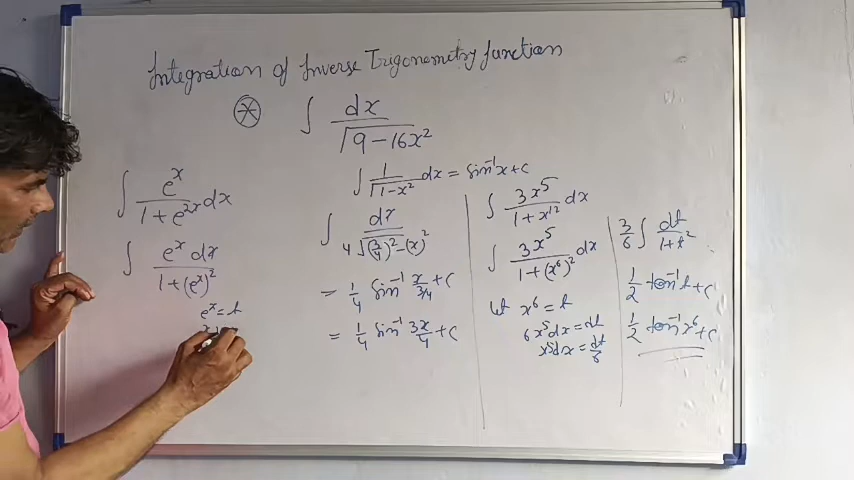 Integration of Inverse Trigonometry function
⊛ ∫ dx / √(9 − 16x²)
∫ 1/√(1−x²) dx = sin⁻¹x + c
∫ eˣ / (1 + e²ˣ) dx
∫ eˣ dx / (1 + (eˣ)²)
eˣ = t
∫ dx / 4√((3/4)² − (x)²)
= 1/4 sin⁻¹ x/(3/4) + c
= 1/4 sin⁻¹ 3x/4 + c
∫ 3x⁵ / (1 + x¹²) dx
∫ 3x⁵ / (1 + (x⁶)²) dx
let x⁶ = t
6x⁵dx = dt
x⁵dx = dt/6
3/6 ∫ dt / (1 + t²)
1/2 tan⁻¹ t + c
1/2 tan⁻¹ x⁶ + c